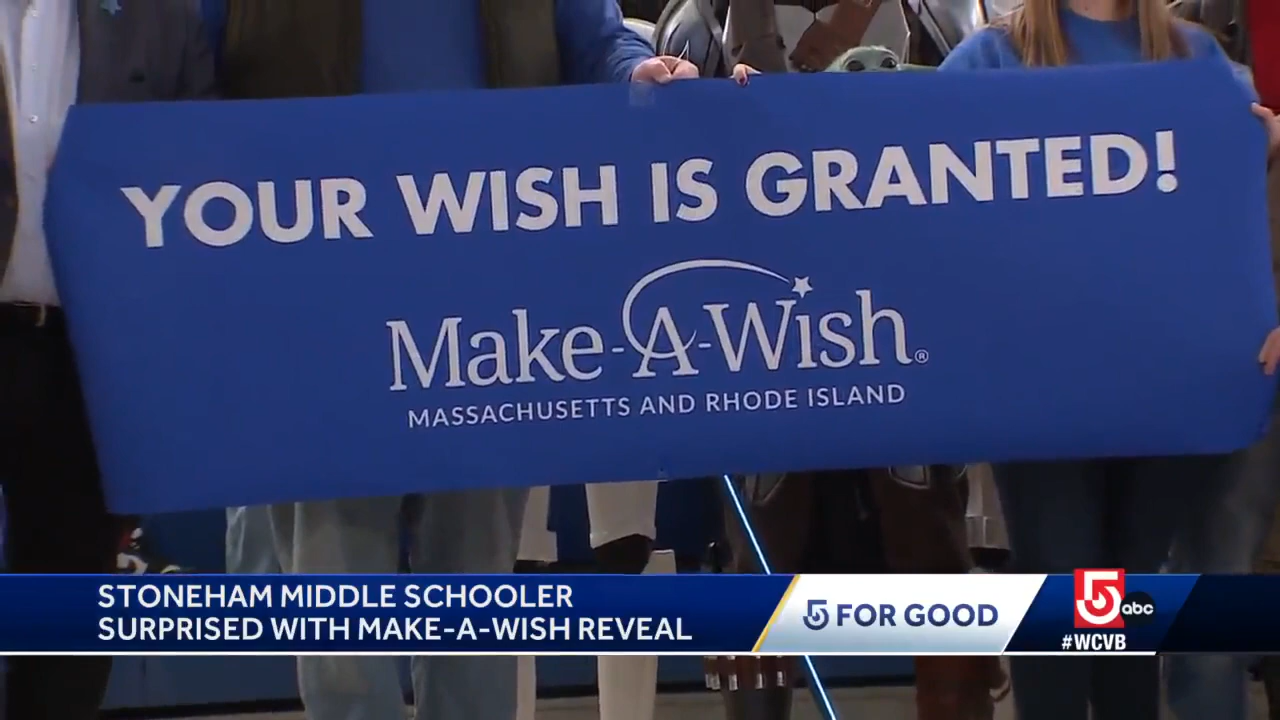 YOUR WISH IS GRANTED!
Make-A-Wish®
MASSACHUSETTS AND RHODE ISLAND
STONEHAM MIDDLE SCHOOLER
SURPRISED WITH MAKE-A-WISH REVEAL
5 FOR GOOD
5 abc
#WCVB